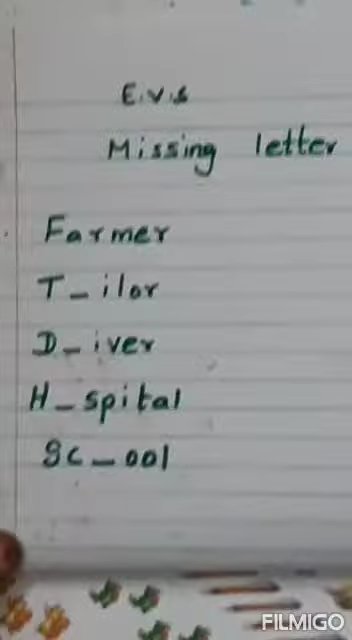 E.V.S
Missing letter
Farmer
T_ilor
D_iver
H_spital
Sc_ool
FILMIGO